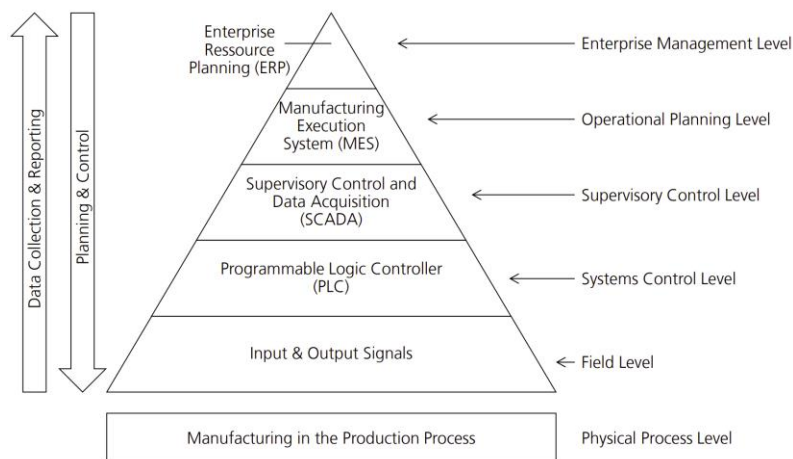 Enterprise
Ressource
Planning (ERP)
Enterprise Management Level
Manufacturing
Execution
System (MES)
Operational Planning Level
Supervisory Control and
Data Acquisition
(SCADA)
Supervisory Control Level
Programmable Logic Controller
(PLC)
Systems Control Level
Input & Output Signals
Field Level
Manufacturing in the Production Process
Physical Process Level
Data Collection & Reporting
Planning & Control